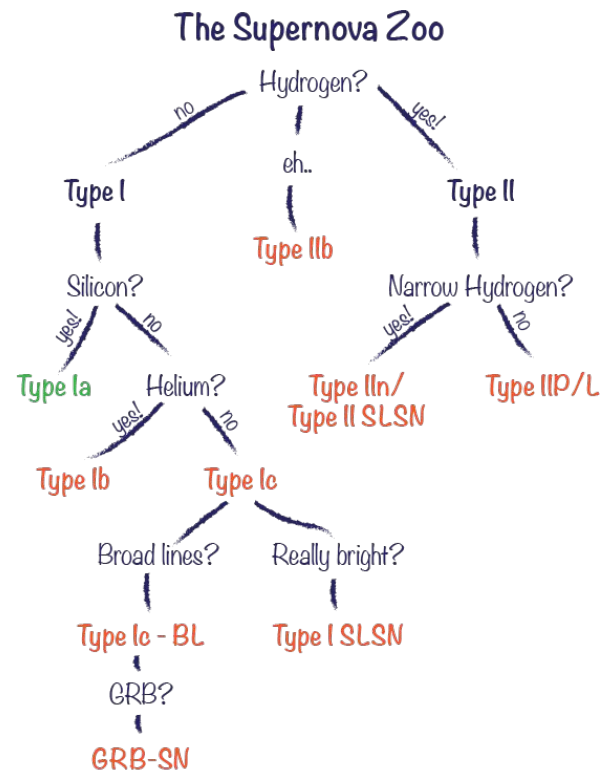 The Supernova Zoo
Hydrogen?
no
yes!
eh..
Type I
Type II
Type IIb
Silicon?
Narrow Hydrogen?
yes!
no
yes!
no
Type Ia
Helium?
Type IIn/
Type II SLSN
Type IIP/L
yes!
no
Type Ib
Type Ic
Broad lines?
Really bright?
Type Ic - BL
Type I SLSN
GRB?
GRB-SN